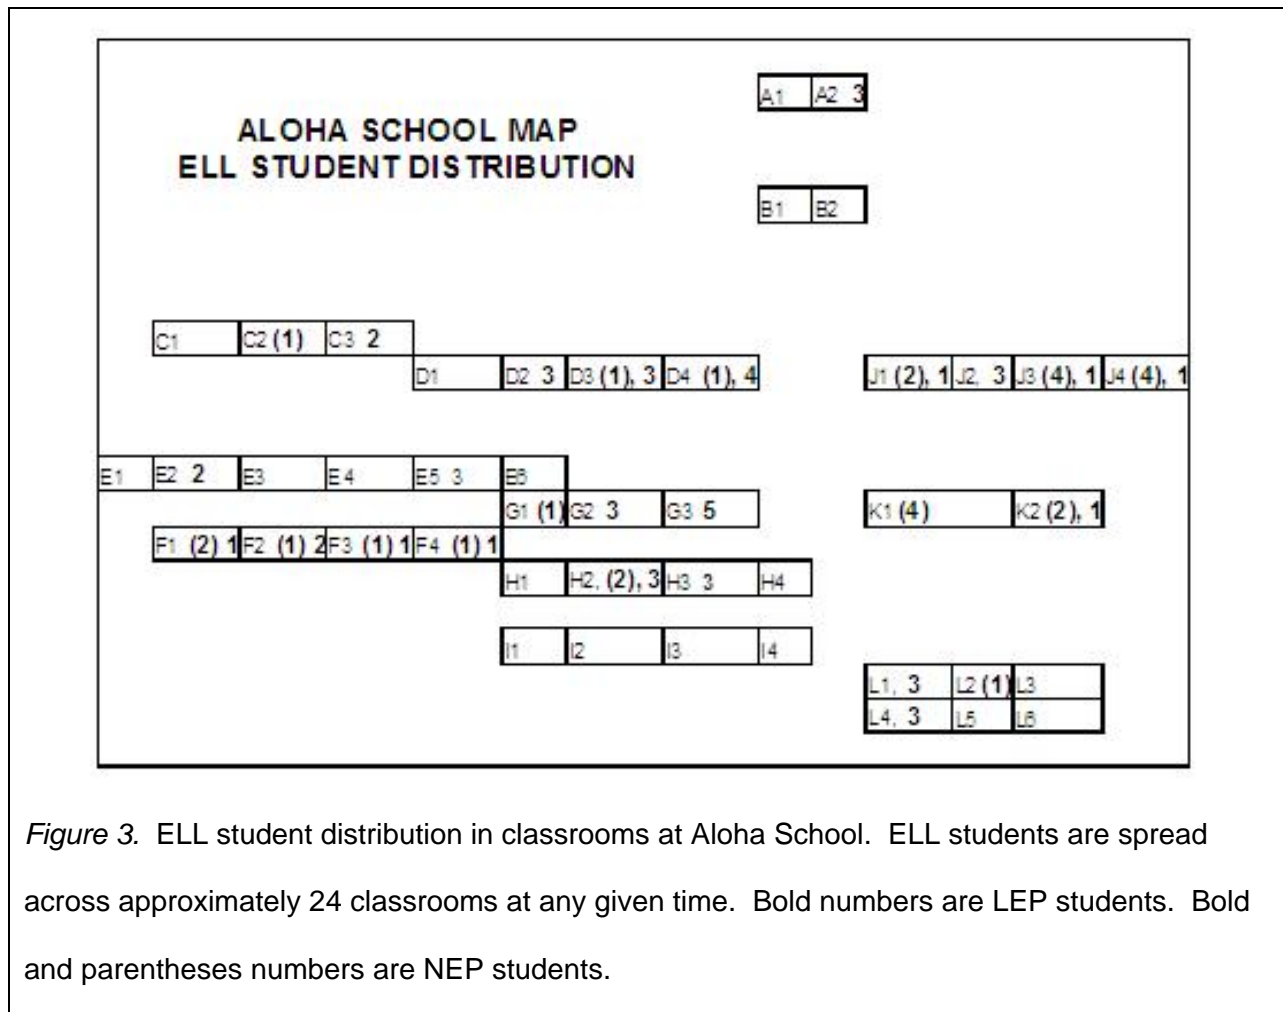 ALOHA SCHOOL MAP
ELL STUDENT DISTRIBUTION
A1 A2 3
B1 B2
C1 C2 (1) C3 2
D1 D2 3 D3 (1), 3 D4 (1), 4 J1 (2), 1 J2, 3 J3 (4), 1 J4 (4), 1
E1 E2 2 E3 E4 E5 3 E6
G1 (1) G2 3 G3 5 K1 (4) K2 (2), 1
F1 (2) 1 F2 (1) 2 F3 (1) 1 F4 (1) 1
H1 H2, (2), 3 H3 3 H4
I1 I2 I3 I4
L1, 3 L2 (1) L3
L4, 3 L5 L6
Figure 3. ELL student distribution in classrooms at Aloha School. ELL students are spread
across approximately 24 classrooms at any given time. Bold numbers are LEP students. Bold
and parentheses numbers are NEP students.